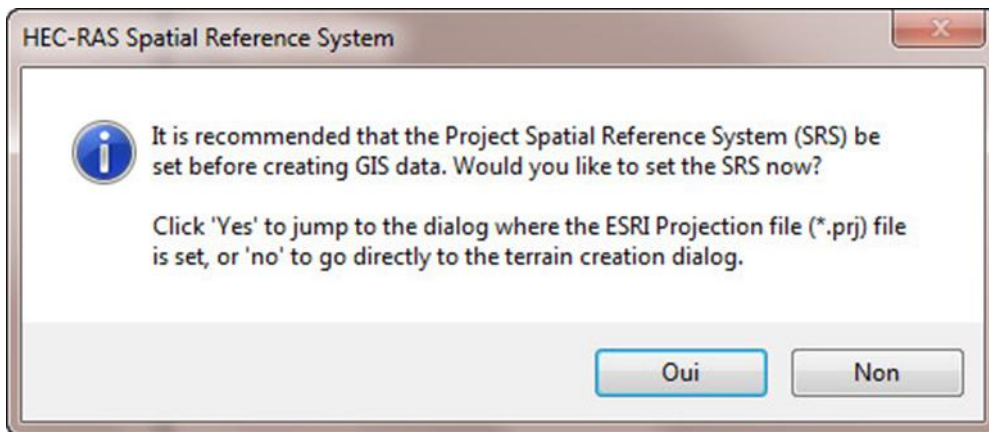 HEC-RAS Spatial Reference System
It is recommended that the Project Spatial Reference System (SRS) be
set before creating GIS data. Would you like to set the SRS now?
Click 'Yes' to jump to the dialog where the ESRI Projection file (*.prj) file
is set, or 'no' to go directly to the terrain creation dialog.
Oui Non